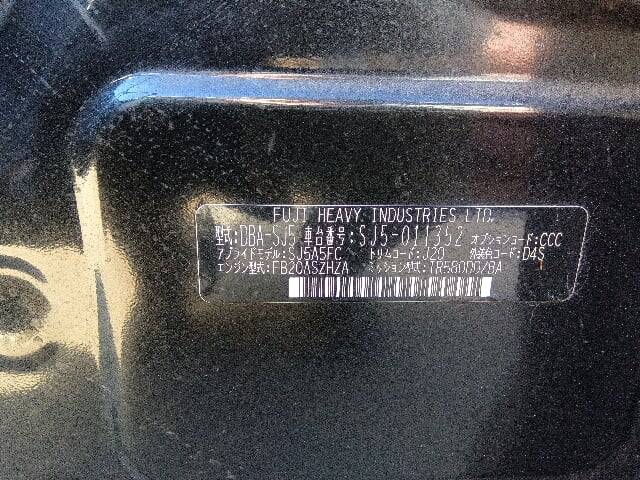 FUJI HEAVY INDUSTRIES LTD.
型式:DBA-SJ5 車台番号:SJ5-011352 オプションコード:CCC
アプライドモデル:SJ5A5FC トリムコード:J20 外装色コード:D4S
エンジン型式:FB20ASZHZA ミッション型式:TR580DD7BA